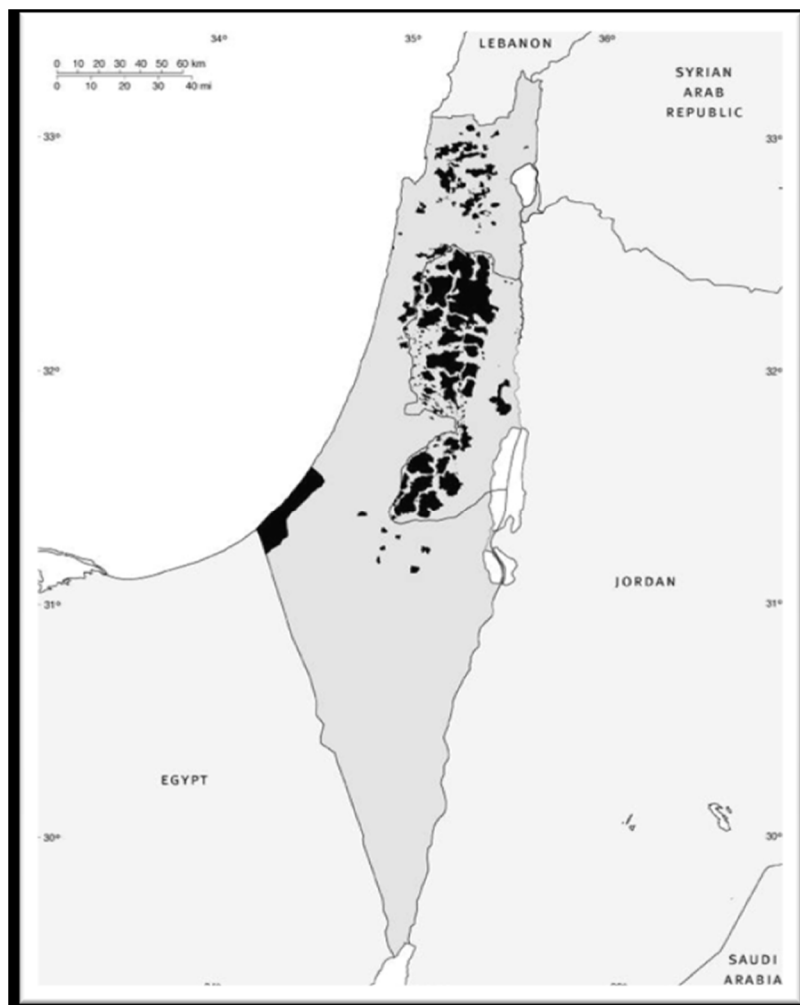 34°
35°
36°
LEBANON
0 10 20 30 40 50 60 km
0 10 20 30 40 mi
SYRIAN
ARAB
REPUBLIC
33°
33°
32°
32°
31°
31°
JORDAN
EGYPT
30°
30°
SAUDI
ARABIA